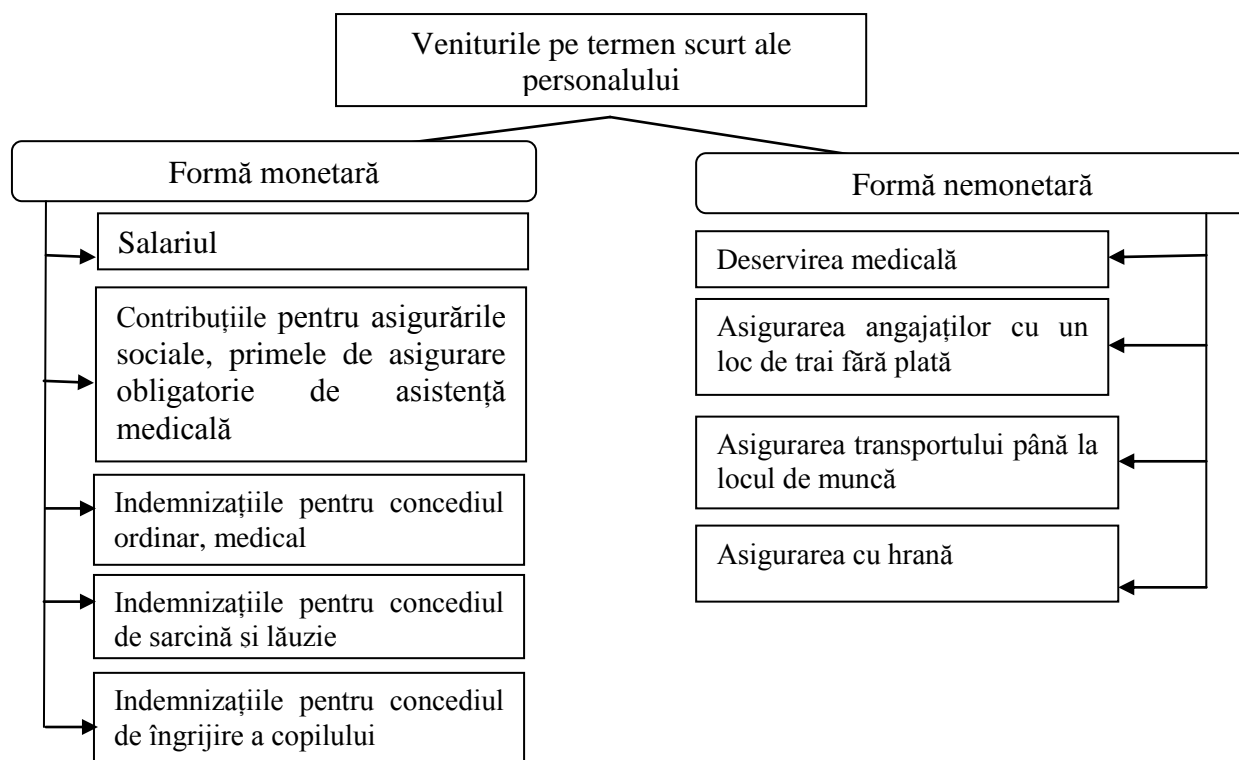 Veniturile pe termen scurt ale
personalului
Formă monetară
Salariul
Contribuțiile pentru asigurările
sociale, primele de asigurare
obligatorie de asistență
medicală
Indemnizațiile pentru concediul
ordinar, medical
Indemnizațiile pentru concediul
de sarcină si lăuzie
Indemnizațiile pentru concediul
de îngrijire a copilului
Formă nemonetară
Deservirea medicală
Asigurarea angajaților cu un
loc de trai fără plată
Asigurarea transportului până la
locul de muncă
Asigurarea cu hrană